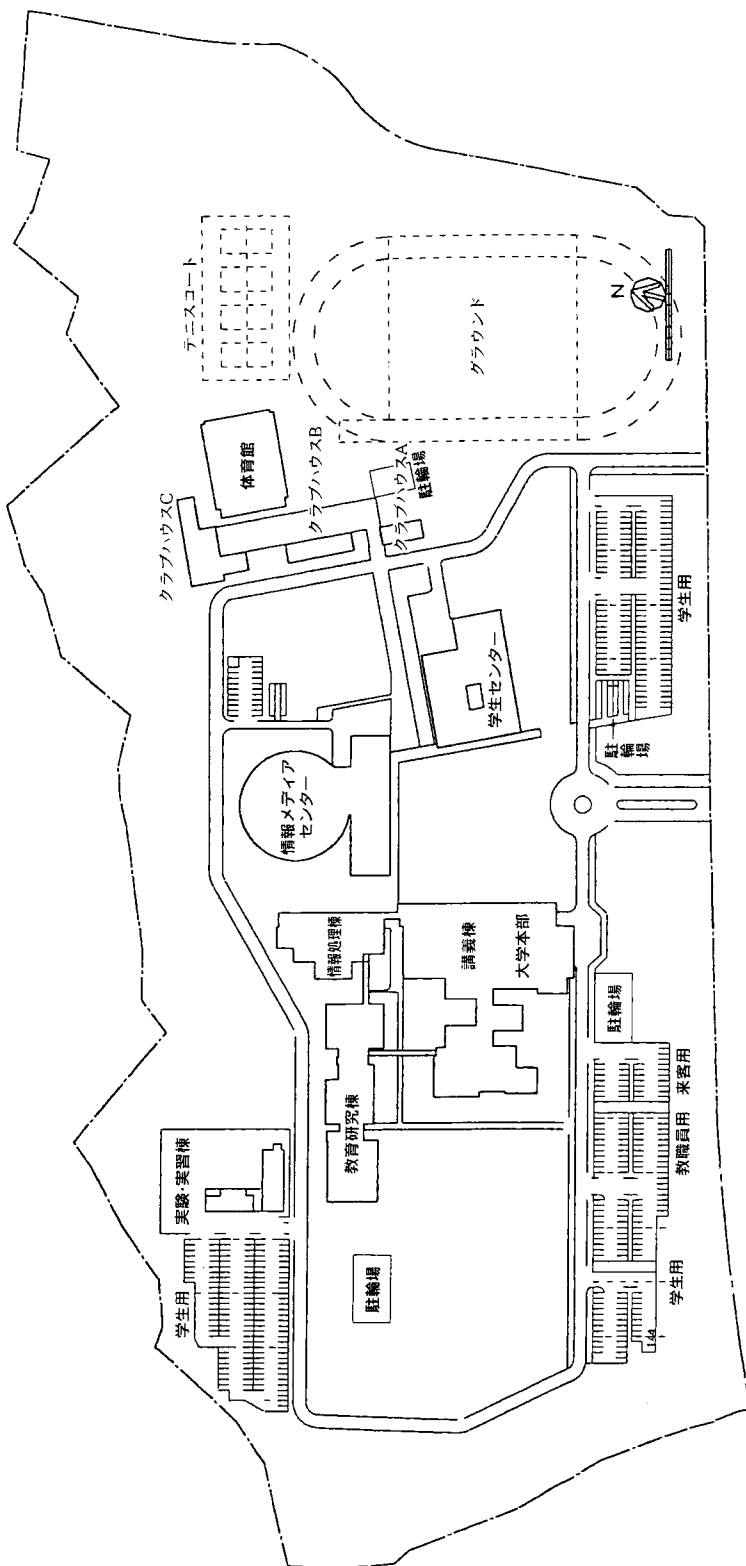 実験・実習棟
学生用
駐輪場
教育研究棟
情報処理棟
情報メディア
センター
講義棟
大学本部
学生センター
クラブハウスC
体育館
クラブハウスB
クラブハウスA
駐輪場
テニスコート
グラウンド
N
144
学生用
教職員用
来客用
駐輪場
駐輪場
学生用